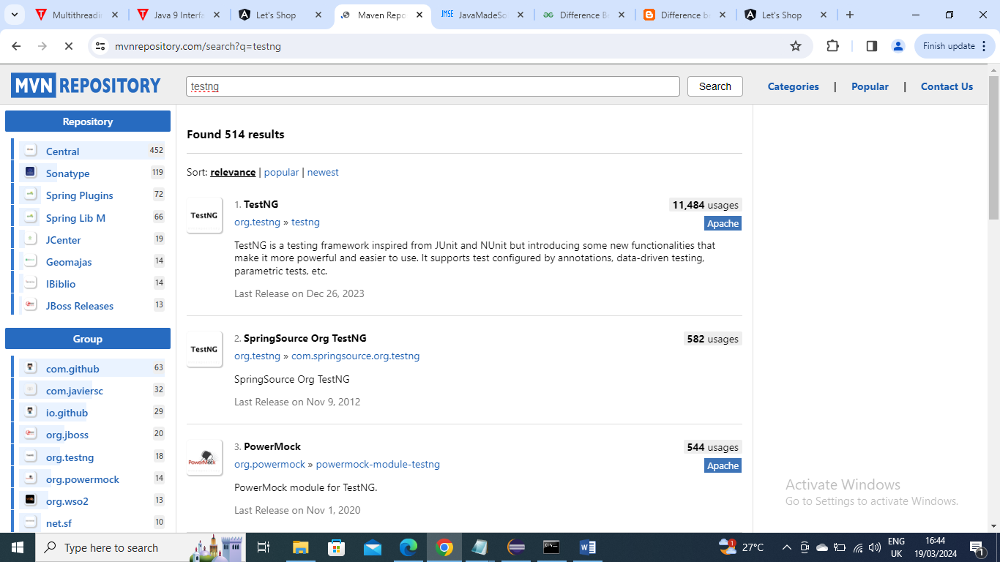 Multithreadin
Java 9 Interfa
Let's Shop
Maven Repo
JMSE
JavaMadeSo
Difference Be
Difference be
Let's Shop
mvnrepository.com/search?q=testng
Finish update
MVN REPOSITORY
testng
Search
Categories | Popular | Contact Us
Repository
Central 452
Sonatype 119
Spring Plugins 72
Spring Lib M 66
JCenter 19
Geomajas 14
IBiblio 14
JBoss Releases 13
Group
com.github 63
com.javiersc 32
io.github 29
org.jboss 20
org.testng 18
org.powermock 14
org.wso2 13
net.sf 10
Found 514 results
Sort: relevance | popular | newest
TestNG
1. TestNG
11,484 usages
org.testng » testng
Apache
TestNG is a testing framework inspired from JUnit and NUnit but introducing some new functionalities that
make it more powerful and easier to use. It supports test configured by annotations, data-driven testing,
parametric tests, etc.
Last Release on Dec 26, 2023
TestNG
2. SpringSource Org TestNG
582 usages
org.testng » com.springsource.org.testng
SpringSource Org TestNG
Last Release on Nov 9, 2012
PowerMock
3. PowerMock
544 usages
org.powermock » powermock-module-testng
Apache
PowerMock module for TestNG.
Last Release on Nov 1, 2020
Activate Windows
Go to Settings to activate Windows.
Type here to search
1
27°C
ENG
UK
16:44
19/03/2024
1